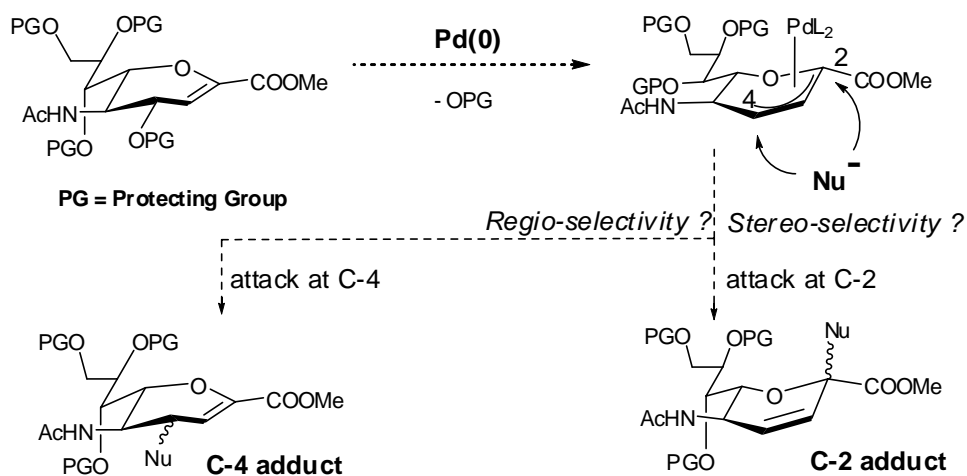 PGO OPG
O
COOMe
AcHN
OPG
PGO
PG = Protecting Group
Pd(0)
- OPG
PGO OPG PdL2
2
O
COOMe
GPO
AcHN 4
Nu-
Regio-selectivity ? Stereo-selectivity ?
attack at C-4
attack at C-2
PGO OPG
O
COOMe
AcHN
Nu
PGO
C-4 adduct
Nu
PGO OPG
O
COOMe
AcHN
PGO
C-2 adduct